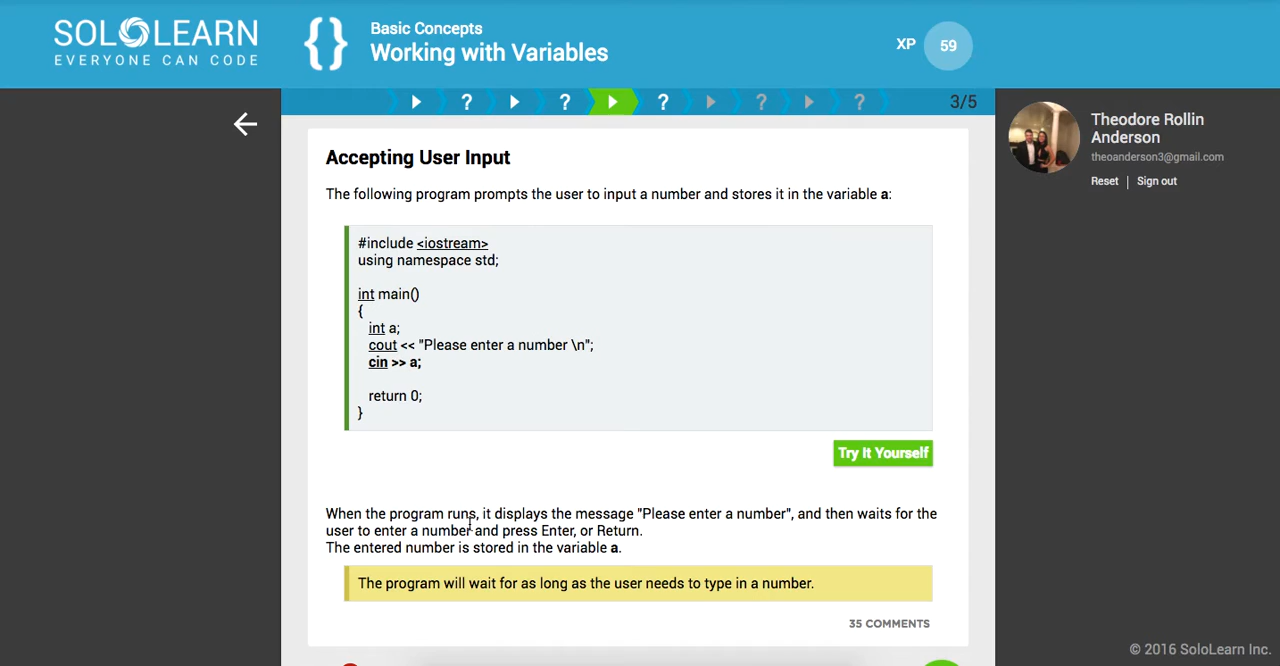 SOLOLEARN
EVERYONE CAN CODE
{ }
Basic Concepts
Working with Variables
XP
59
? ? ? ? ?
3/5
Theodore Rollin
Anderson
theoanderson3@gmail.com
Reset | Sign out
Accepting User Input
The following program prompts the user to input a number and stores it in the variable a:
#include <iostream>
using namespace std;
int main()
{
int a;
cout << "Please enter a number \n";
cin >> a;
return 0;
}
Try It Yourself
When the program runs, it displays the message "Please enter a number", and then waits for the
user to enter a number and press Enter, or Return.
The entered number is stored in the variable a.
The program will wait for as long as the user needs to type in a number.
35 COMMENTS
© 2016 SoloLearn Inc.